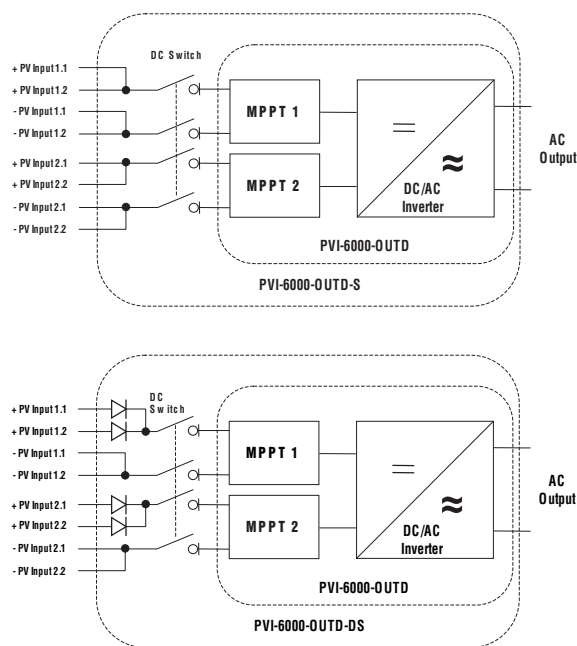 DC Switch
+ PV Input 1.1
+ PV Input 1.2
- PV Input 1.1
- PV Input 1.2
+ PV Input 2.1
+ PV Input 2.2
- PV Input 2.1
- PV Input 2.2
MPPT 1
MPPT 2
=
≈
DC/AC
Inverter
AC
Output
PVI-6000-OUTD
PVI-6000-OUTD-S
DC
Switch
+ PV Input 1.1
+ PV Input 1.2
- PV Input 1.1
- PV Input 1.2
+ PV Input 2.1
+ PV Input 2.2
- PV Input 2.1
- PV Input 2.2
MPPT 1
MPPT 2
=
≈
DC/AC
Inverter
AC
Output
PVI-6000-OUTD
PVI-6000-OUTD-DS